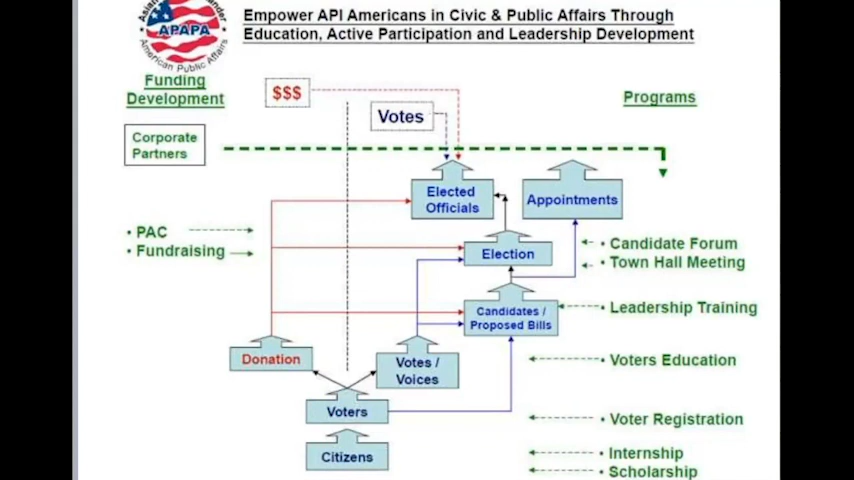 Empower API Americans in Civic & Public Affairs Through
Education, Active Participation and Leadership Development
APAPA
American Public Affairs
Funding
Development
$$$
Votes
Programs
Corporate
Partners
Elected
Officials
Appointments
• PAC
• Fundraising
Election
• Candidate Forum
• Town Hall Meeting
Candidates /
Proposed Bills
• Leadership Training
Donation
Votes /
Voices
• Voters Education
Voters
• Voter Registration
Citizens
• Internship
• Scholarship